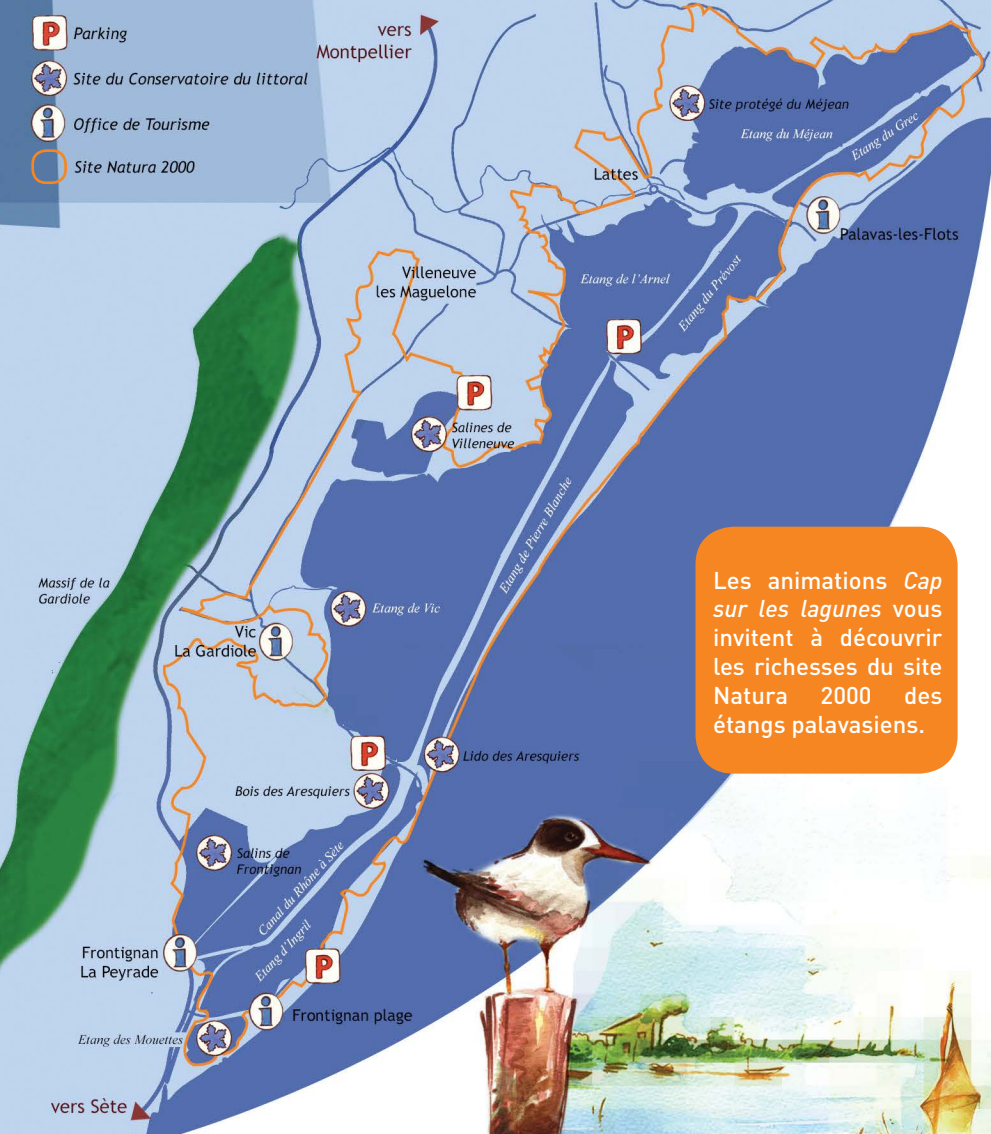 Parking
Site du Conservatoire du littoral
Office de Tourisme
Site Natura 2000
vers
Montpellier
Site protégé du Méjean
Etang du Méjean
Etang du Grec
Lattes
Palavas-les-Flots
Villeneuve
les Maguelone
Etang de l'Arnel
Etang du Prévost
P
P
P
Salines de
Villeneuve
Etang de Pierre Blanche
Massif de la
Gardiole
Etang de Vic
Vic
La Gardiole
Les animations Cap
sur les lagunes vous
invitent à découvrir
les richesses du site
Natura 2000 des
étangs palavasiens.
P
Lido des Aresquiers
Bois des Aresquiers
Salins de
Frontignan
Canal du Rhône à Sète
Etang d'Ingril
Frontignan
La Peyrade
P
Frontignan plage
Etang des Mouettes
vers Sète